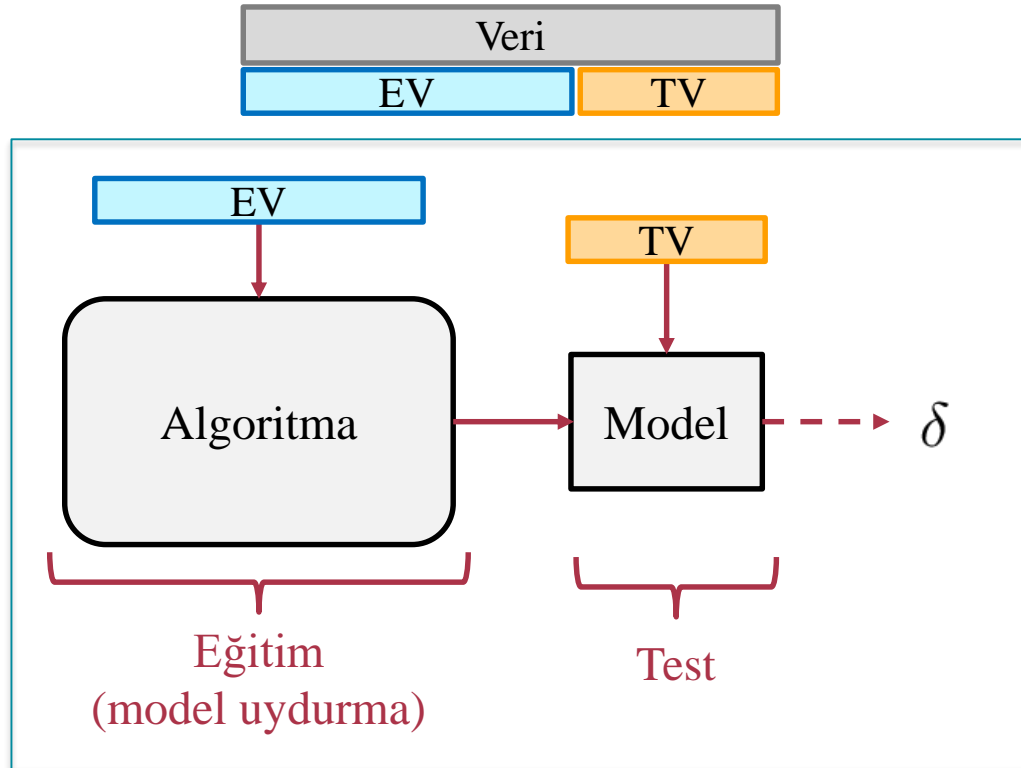 Veri
EV
TV
EV
TV
Algoritma
Model
δ
Eğitim
(model uydurma)
Test